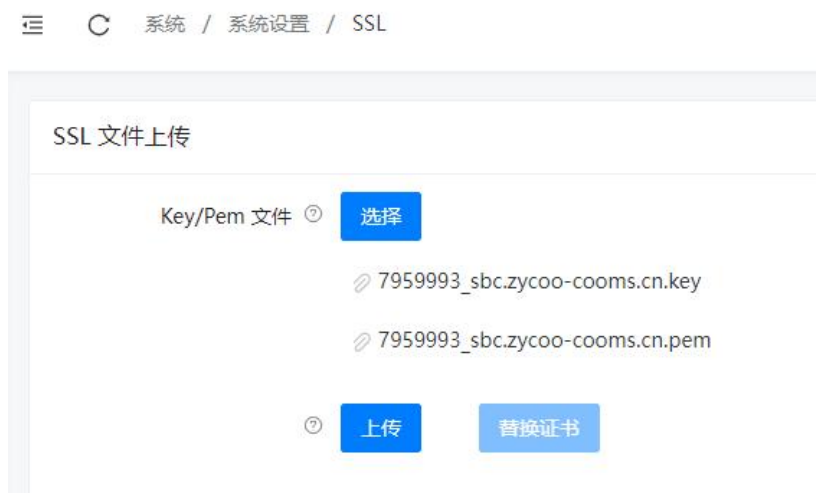 系统 / 系统设置 / SSL
SSL 文件上传
Key/Pem 文件 选择
7959993_sbc.zycoo-cooms.cn.key
7959993_sbc.zycoo-cooms.cn.pem
上传 替换证书